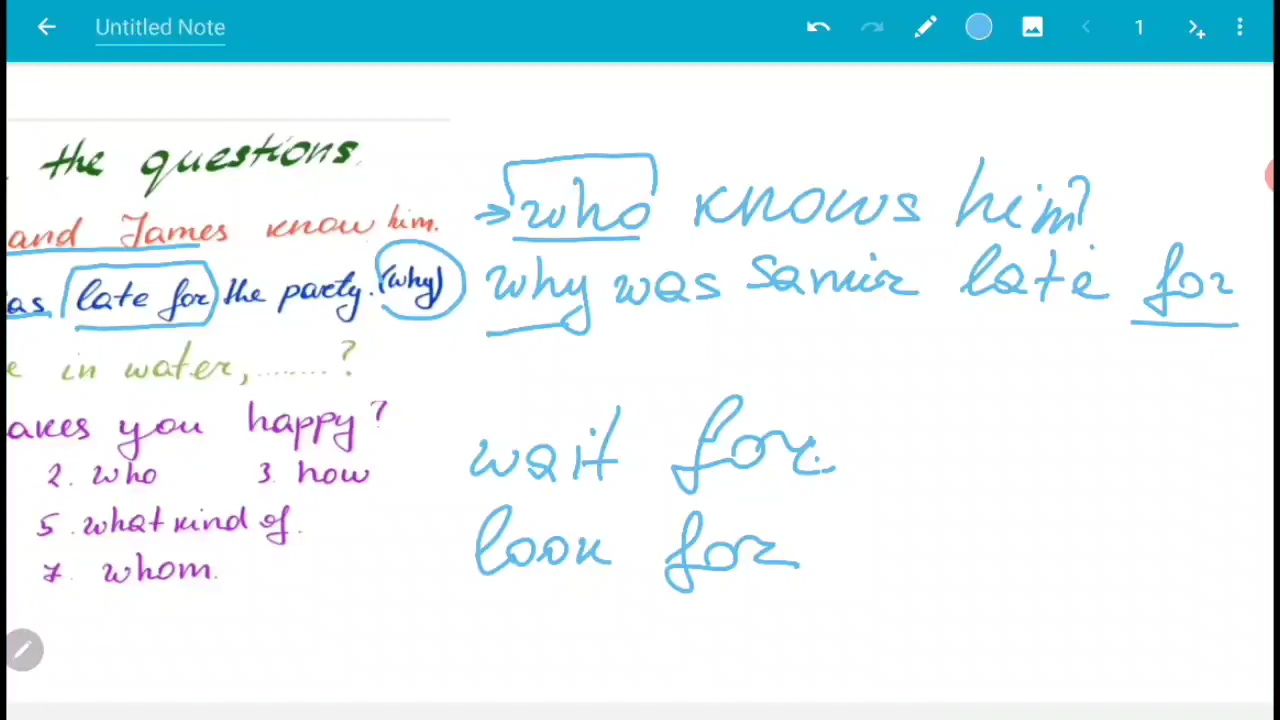 Untitled Note
1
the questions.
and James know him.
as late for the party. (why)
e in water, ........?
akes you happy?
2. who 3. how
5. what kind of.
7. whom.
→ who knows him?
why was Samir late for
wait for
look for